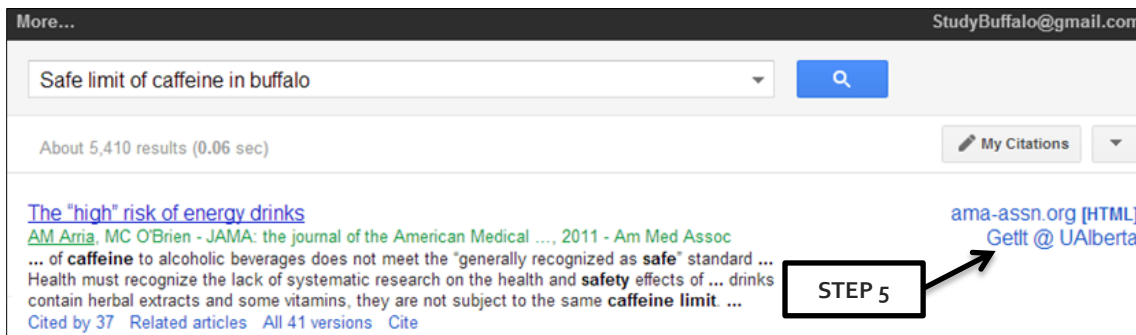 More... StudyBuffalo@gmail.com
Safe limit of caffeine in buffalo
About 5,410 results (0.06 sec) My Citations
The "high" risk of energy drinks ama-assn.org [HTML]
AM Arria, MC O'Brien - JAMA: the journal of the American Medical ..., 2011 - Am Med Assoc GetIt @ UAlberta
... of caffeine to alcoholic beverages does not meet the "generally recognized as safe" standard ...
Health must recognize the lack of systematic research on the health and safety effects of ... drinks
contain herbal extracts and some vitamins, they are not subject to the same caffeine limit. ...
STEP 5
Cited by 37 Related articles All 41 versions Cite